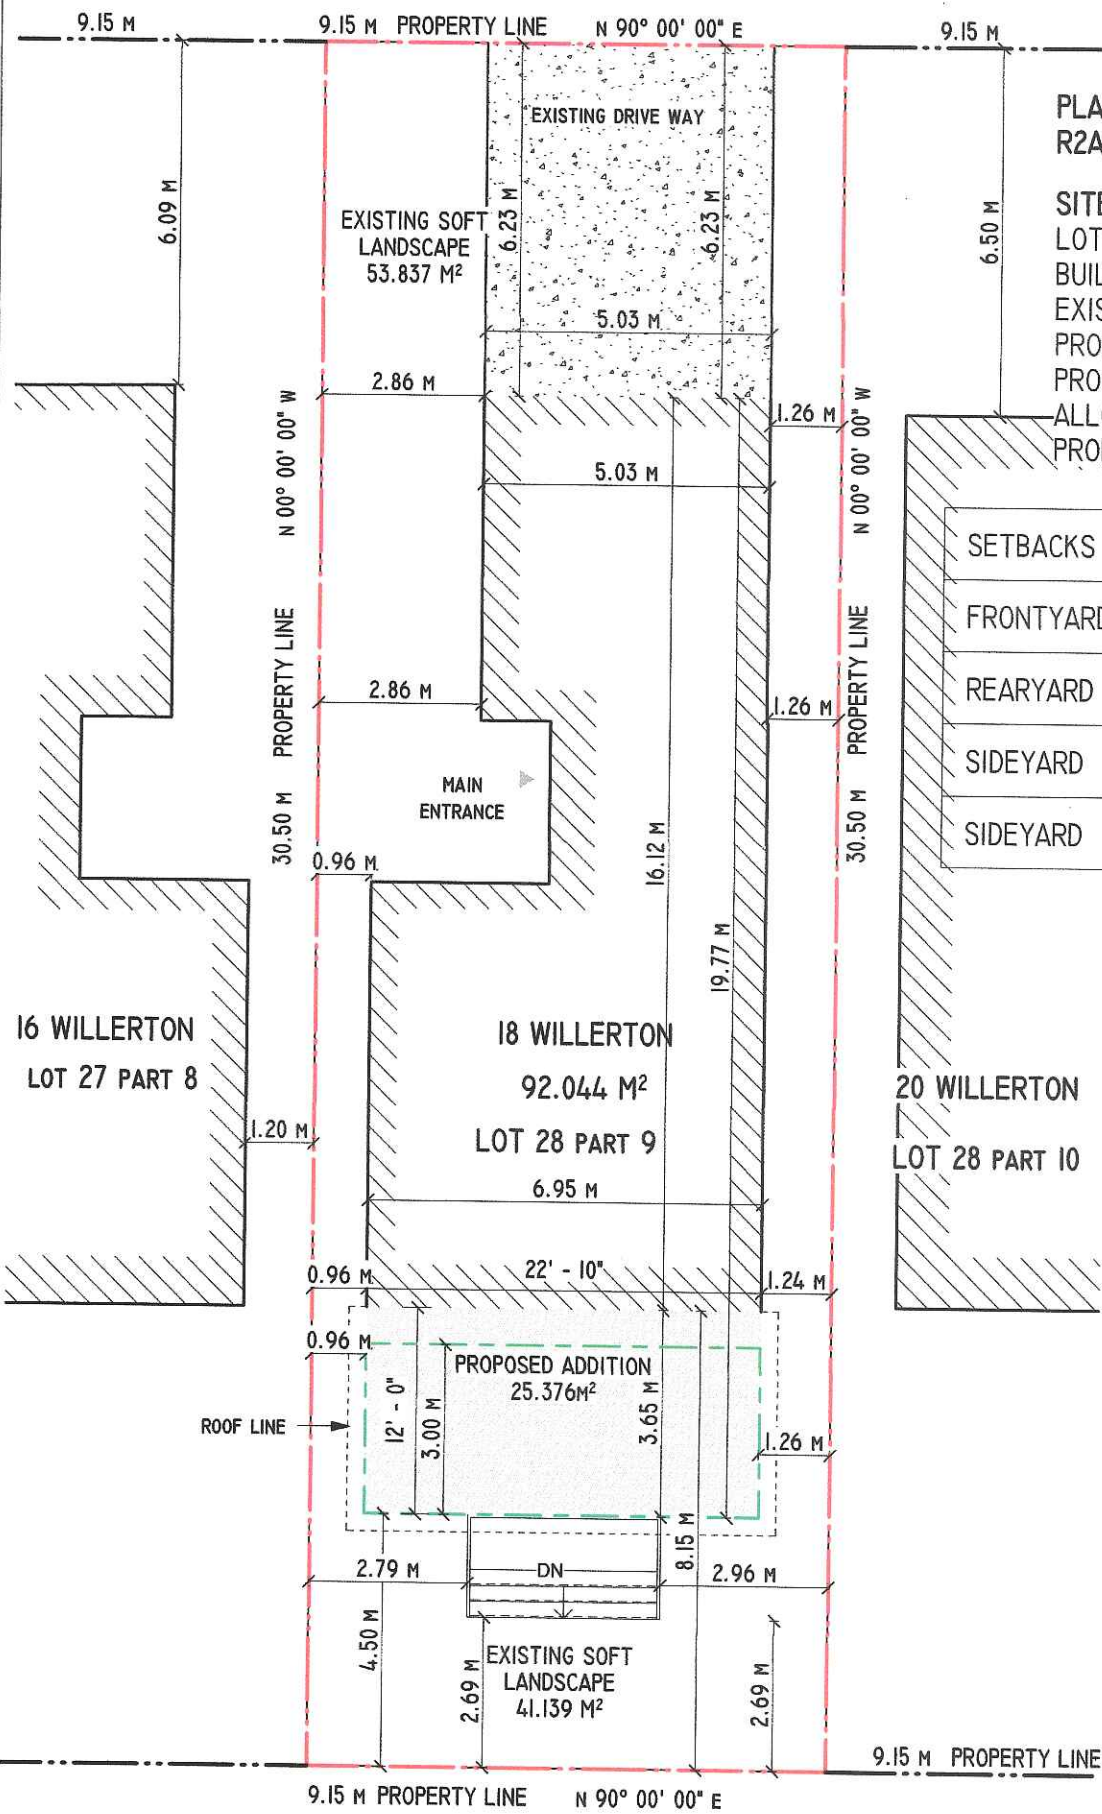 9.15 M
9.15 M PROPERTY LINE N 90° 00' 00" E
9.15 M
EXISTING DRIVE WAY
6.09 M
EXISTING SOFT
LANDSCAPE
53.837 M²
6.23 M
6.23 M
6.50 M
5.03 M
2.86 M
1.26 M
N 00° 00' 00" W
N 00° 00' 00" W
5.03 M
PLA
R2A
SITE
LOT
BUIL
EXIS
PRO
PRO
ALL
PRO
SETBACKS
FRONTYARD
REARYARD
SIDEYARD
SIDEYARD
30.50 M PROPERTY LINE
30.50 M PROPERTY LINE
2.86 M
1.26 M
MAIN
ENTRANCE
0.96 M
16.12 M
19.77 M
16 WILLERTON
LOT 27 PART 8
18 WILLERTON
92.044 M²
LOT 28 PART 9
20 WILLERTON
LOT 28 PART 10
1.20 M
6.95 M
0.96 M
22' - 10"
1.24 M
0.96 M
PROPOSED ADDITION
25.376M²
12' - 0"
3.00 M
3.65 M
ROOF LINE
1.26 M
8.15 M
2.79 M
DN
2.96 M
4.50 M
2.69 M
EXISTING SOFT
LANDSCAPE
41.139 M²
2.69 M
9.15 M PROPERTY LINE
9.15 M PROPERTY LINE N 90° 00' 00" E